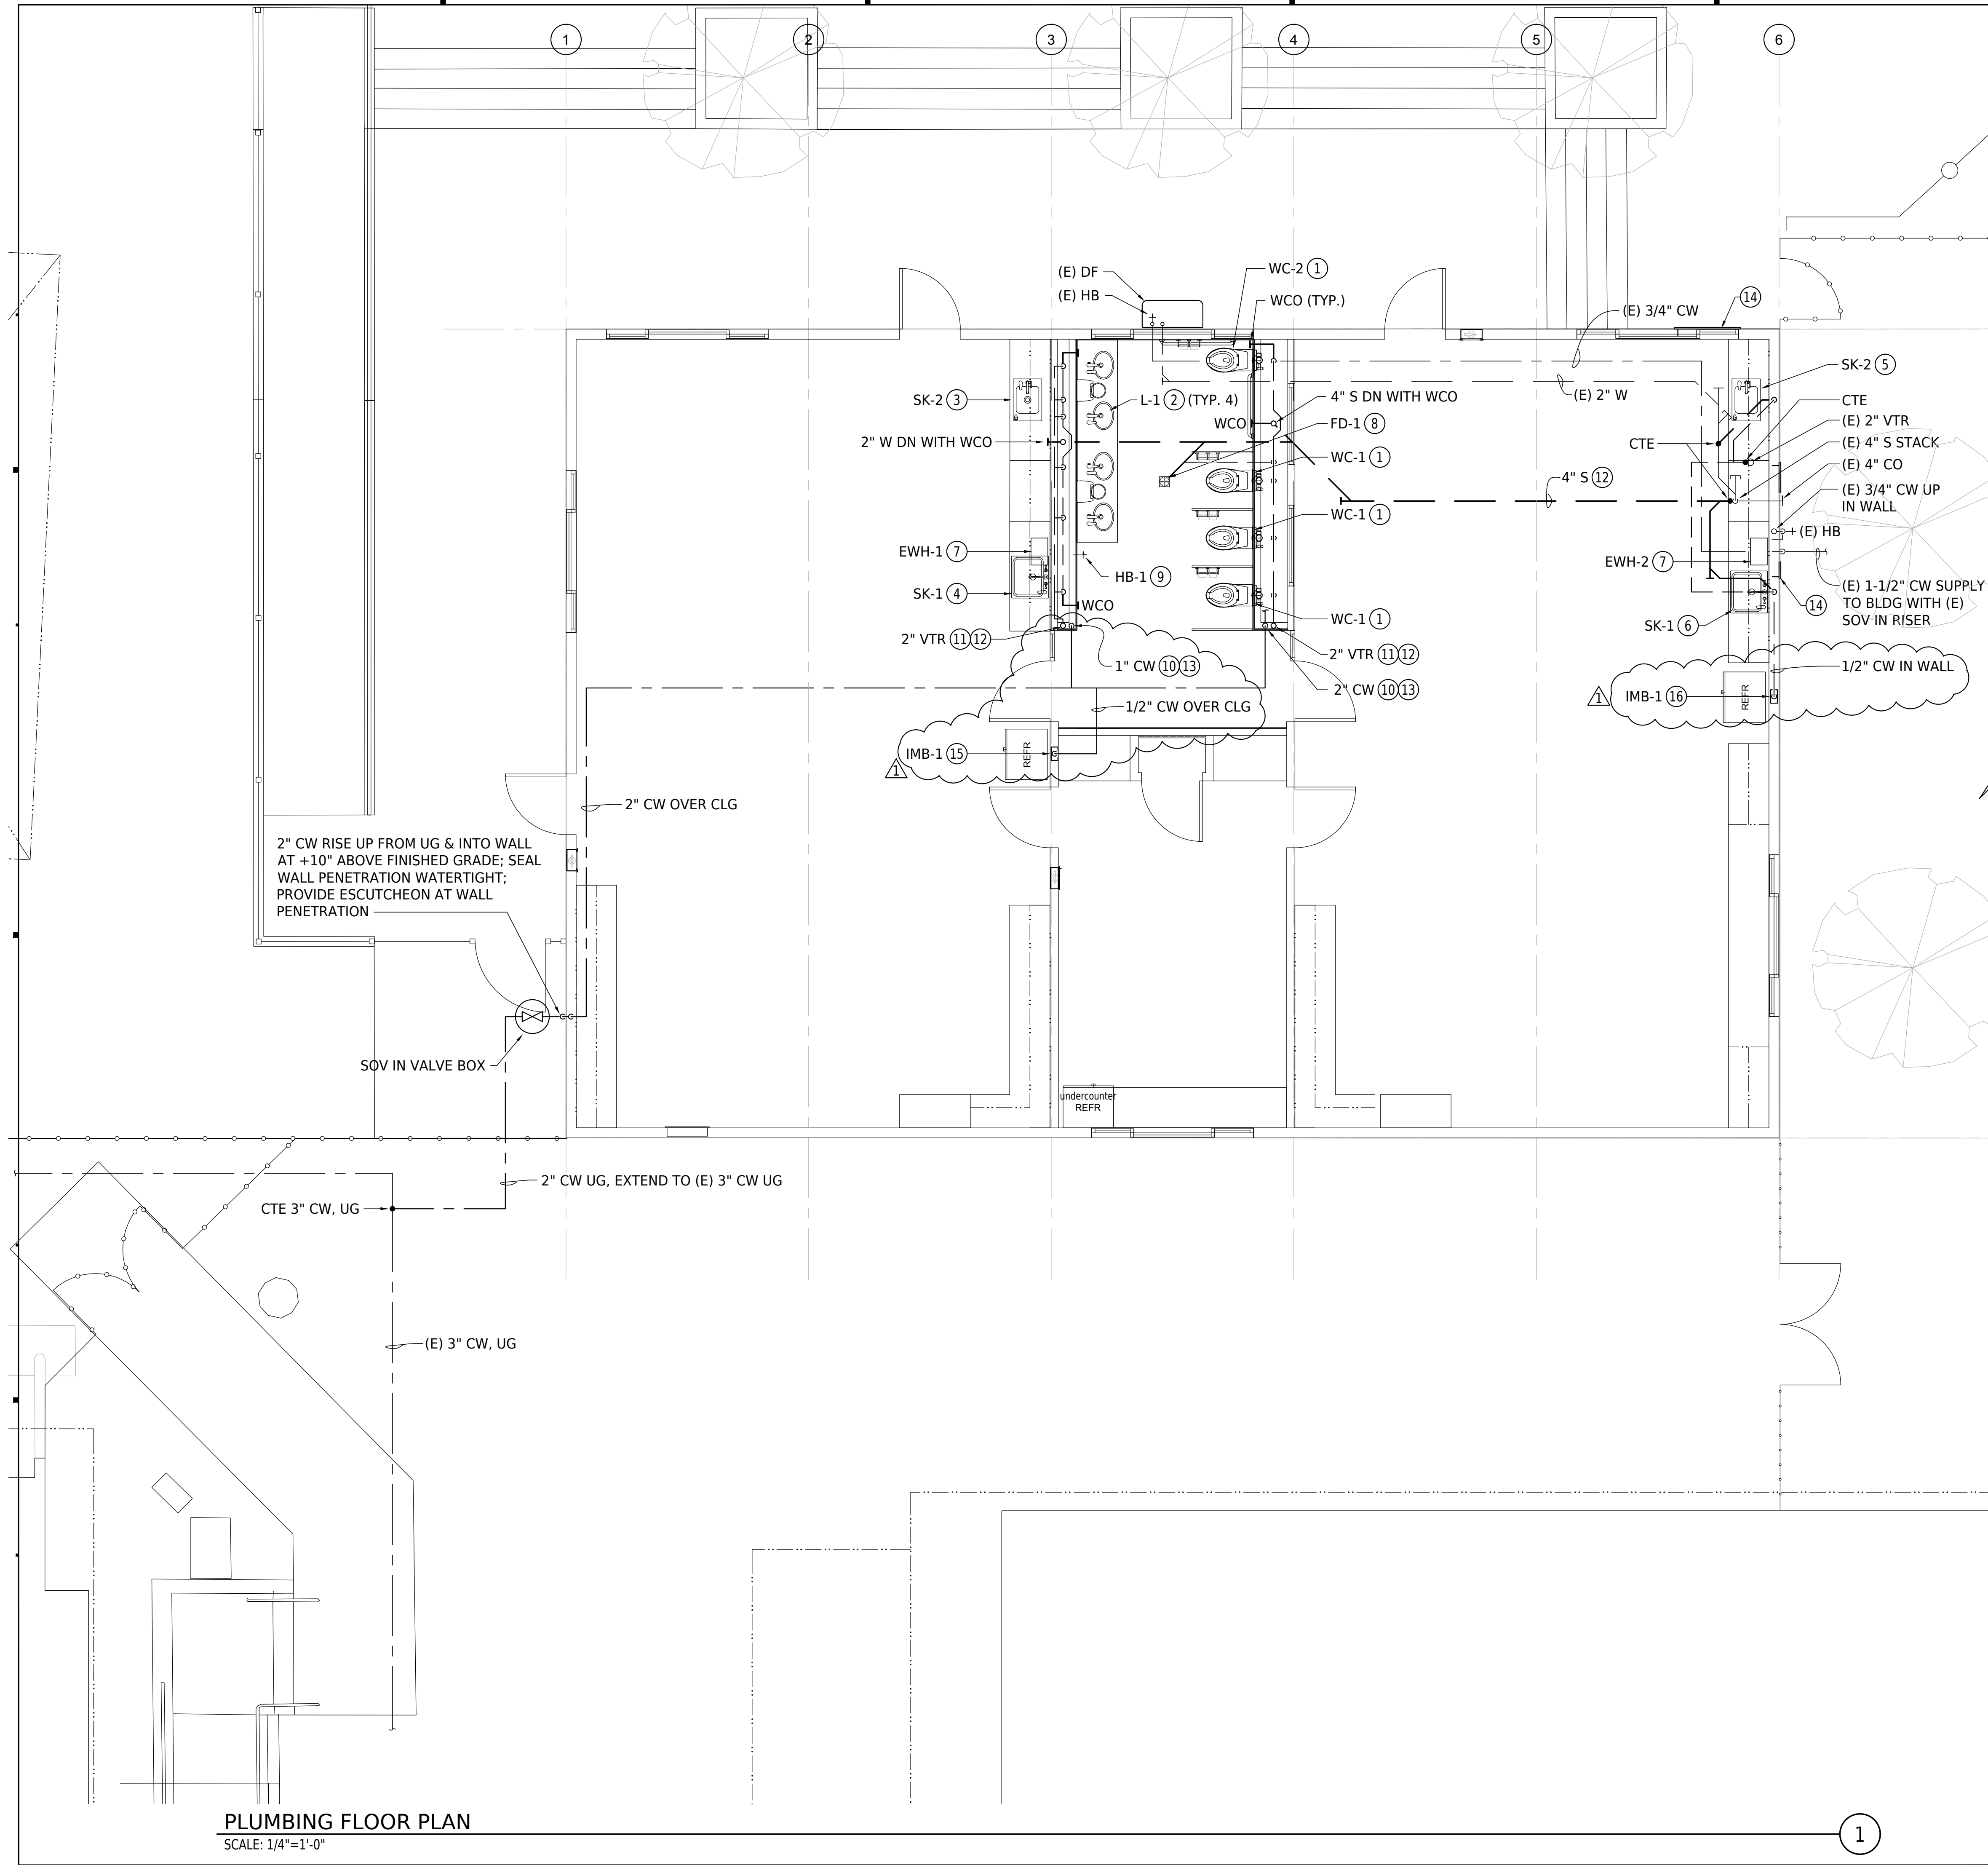 1
2
3
4
5
6
(E) DF
(E) HB
WC-2 1
WCO (TYP.)
(E) 3/4" CW
14
SK-2 3
L-1 2 (TYP. 4)
4" S DN WITH WCO
WCO
FD-1 8
(E) 2" W
SK-2 5
CTE
(E) 2" VTR
CTE
(E) 4" S STACK
(E) 4" CO
2" W DN WITH WCO
WC-1 1
4" S 12
(E) 3/4" CW UP
IN WALL
WC-1 1
(E) HB
EWH-1 7
HB-1 9
EWH-2 7
(E) 1-1/2" CW SUPPLY
TO BLDG WITH (E)
SOV IN RISER
14
SK-1 4
WCO
WC-1 1
SK-1 6
2" VTR 11 12
2" VTR 11 12
1" CW 10 13
2" CW 10 13
1/2" CW IN WALL
1
IMB-1 16
REFR
1/2" CW OVER CLG
1
IMB-1 15
REFR
2" CW OVER CLG
2" CW RISE UP FROM UG & INTO WALL
AT +10" ABOVE FINISHED GRADE; SEAL
WALL PENETRATION WATERTIGHT;
PROVIDE ESCUTCHEON AT WALL
PENETRATION
SOV IN VALVE BOX
undercounter
REFR
2" CW UG, EXTEND TO (E) 3" CW UG
CTE 3" CW, UG
(E) 3" CW, UG
PLUMBING FLOOR PLAN
SCALE: 1/4"=1'-0"
1